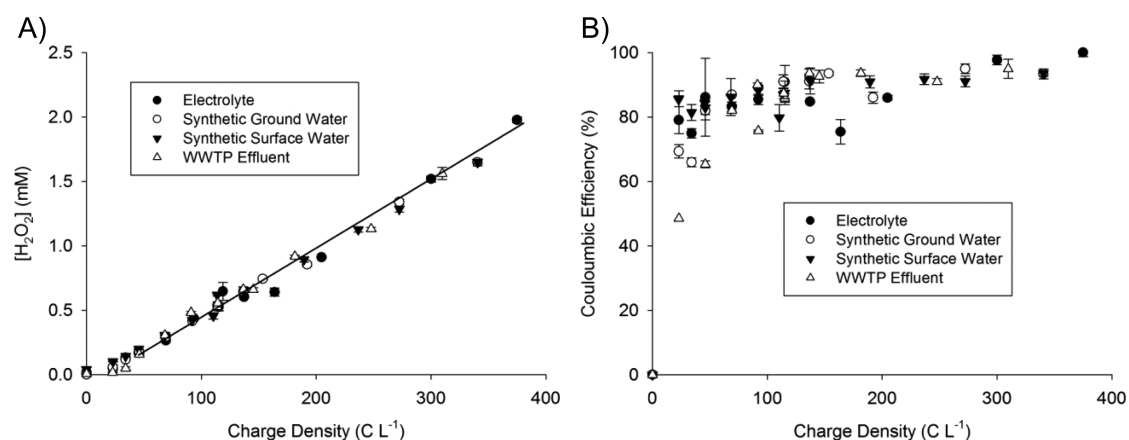 A)
2.5
2.0
1.5
1.0
0.5
0.0
[H₂O₂] (mM)
Electrolyte
Synthetic Ground Water
Synthetic Surface Water
WWTP Effluent
0 100 200 300 400
Charge Density (C L⁻¹)
B)
100
80
60
40
20
0
Couloumbic Efficiency (%)
Electrolyte
Synthetic Ground Water
Synthetic Surface Water
WWTP Effluent
0 100 200 300 400
Charge Density (C L⁻¹)